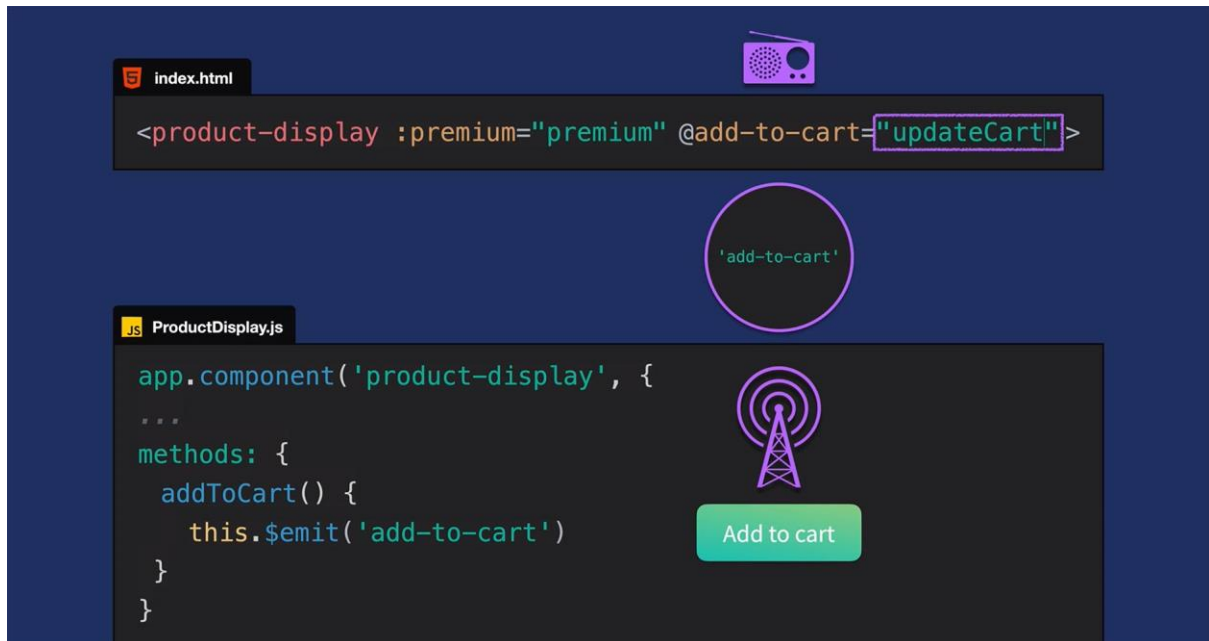 index.html
<product-display :premium="premium" @add-to-cart="updateCart">
'add-to-cart'
JS ProductDisplay.js
app.component('product-display', {
...
methods: {
addToCart() {
this.$emit('add-to-cart')
Add to cart
}
}